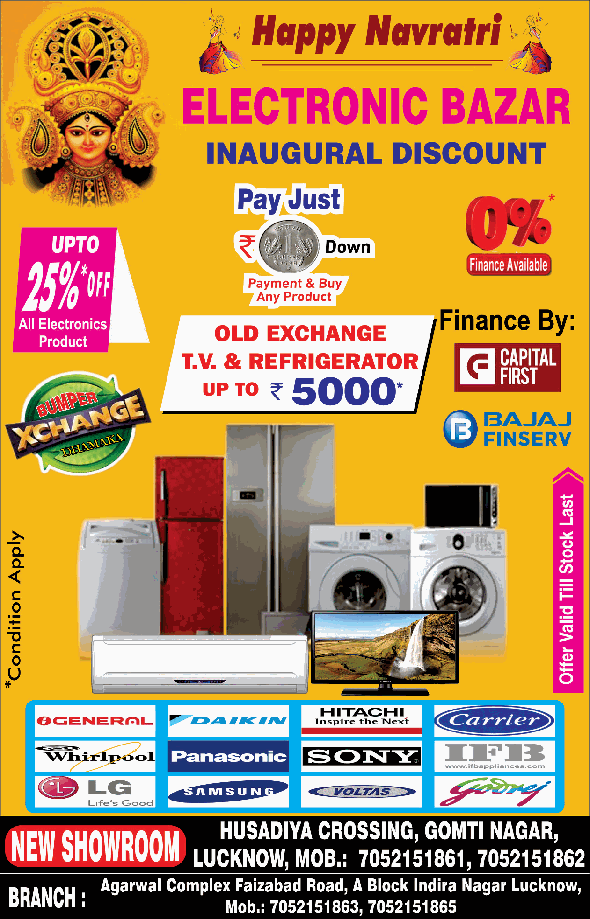 Happy Navratri
ELECTRONIC BAZAR
INAUGURAL DISCOUNT
Pay Just
₹ 1 Down
Payment & Buy
Any Product
0%*
Finance Available
UPTO
25%* OFF
All Electronics
Product
OLD EXCHANGE
T.V. & REFRIGERATOR
UP TO ₹ 5000*
Finance By:
CAPITAL
FIRST
BAJAJ
FINSERV
BUMPER
XCHANGE
DHAMAKA
*Condition Apply
Offer Valid Till Stock Last
GENERAL
DAIKIN
HITACHI
Inspire the Next
Carrier
Whirlpool
Panasonic
SONY
IFB
www.ifbappliances.com
LG
Life's Good
SAMSUNG
VOLTAS
Godrej
NEW SHOWROOM
HUSADIYA CROSSING, GOMTI NAGAR,
LUCKNOW, MOB.: 7052151861, 7052151862
BRANCH :
Agarwal Complex Faizabad Road, A Block Indira Nagar Lucknow,
Mob.: 7052151863, 7052151865